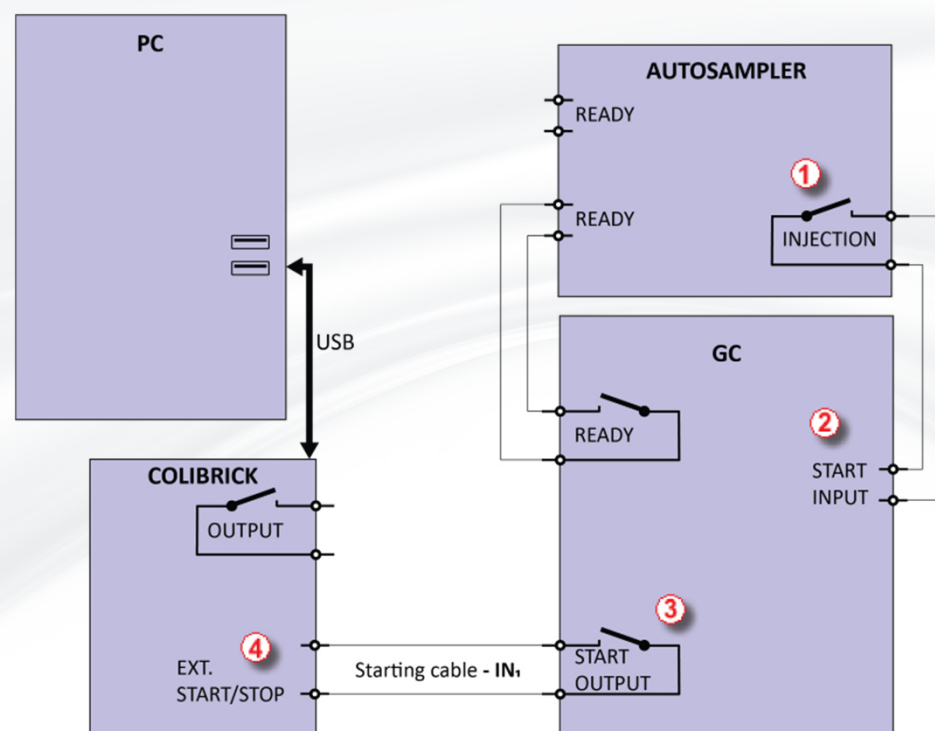 PC
USB
AUTOSAMPLER
READY
READY
1
INJECTION
GC
READY
2
START
INPUT
COLIBRICK
OUTPUT
4
EXT.
START/STOP
Starting cable - IN₁
3
START
OUTPUT